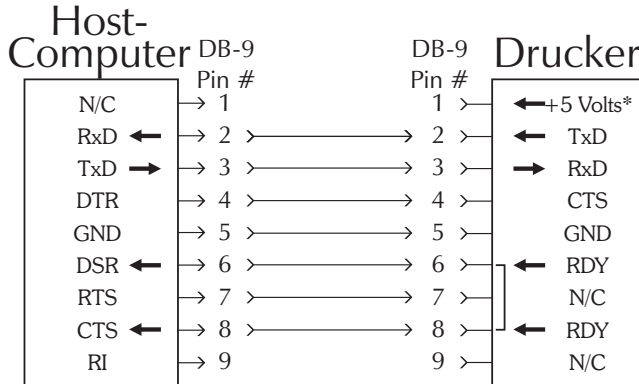 Host-
Computer DB-9 DB-9 Drucker
Pin # Pin #
N/C 1 1 +5 Volts*
RxD 2 2 TxD
TxD 3 3 RxD
DTR 4 4 CTS
GND 5 5 GND
DSR 6 6 RDY
RTS 7 7 N/C
CTS 8 8 RDY
RI 9 9 N/C